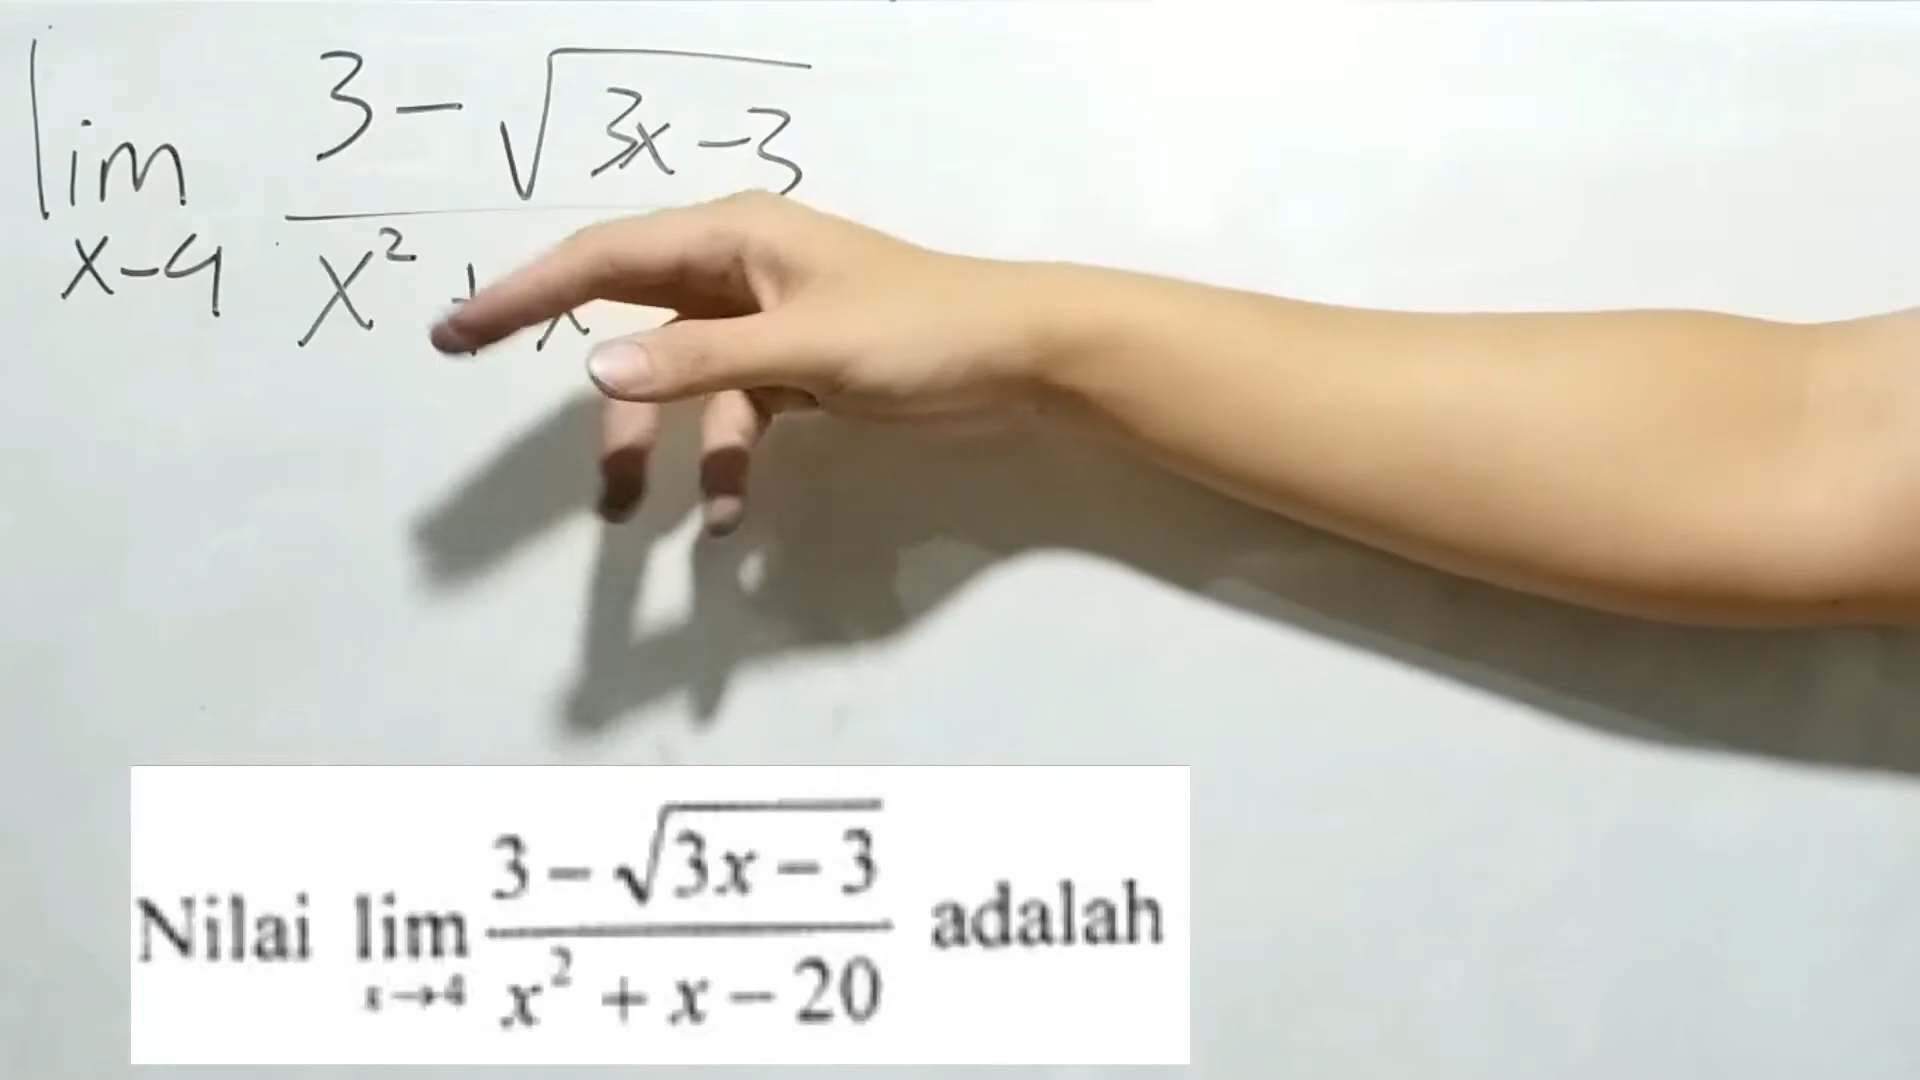 lim 3 - √3x - 3
x - 4 x² + x
Nilai lim 3 - √3x - 3 adalah
x→4 x² + x - 20